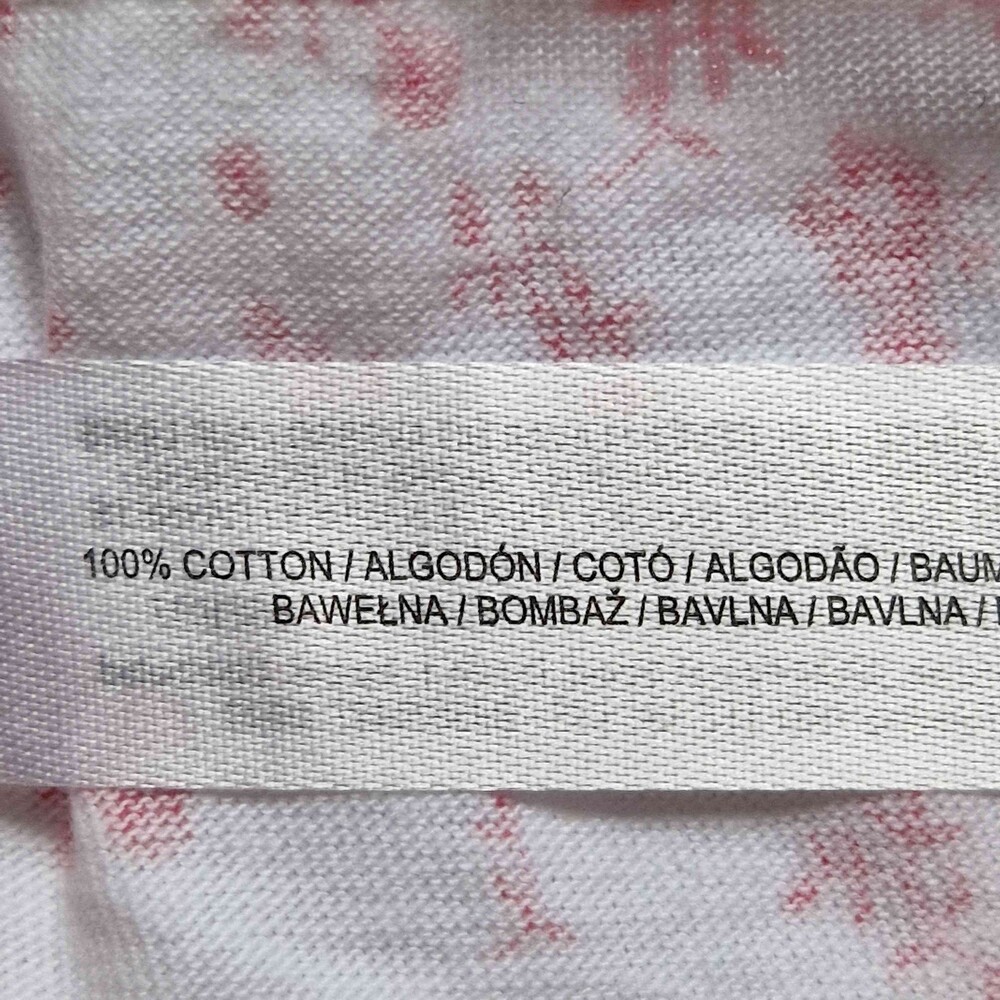 100% COTTON / ALGODÓN / COTÓ / ALGODÃO / BAUM
BAWEŁNA / BOMBAŽ / BAVLNA / BAVLNA /